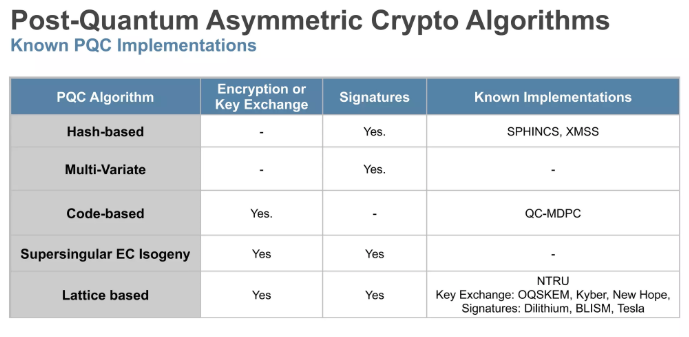 Post-Quantum Asymmetric Crypto Algorithms
Known PQC Implementations
PQC Algorithm
Encryption or
Key Exchange
Signatures
Known Implementations
Hash-based
-
Yes.
SPHINCS, XMSS
Multi-Variate
-
Yes.
-
Code-based
Yes.
-
QC-MDPC
Supersingular EC Isogeny
Yes
Yes
-
Lattice based
Yes
Yes
NTRU
Key Exchange: OQSKEM, Kyber, New Hope,
Signatures: Dilithium, BLISM, Tesla